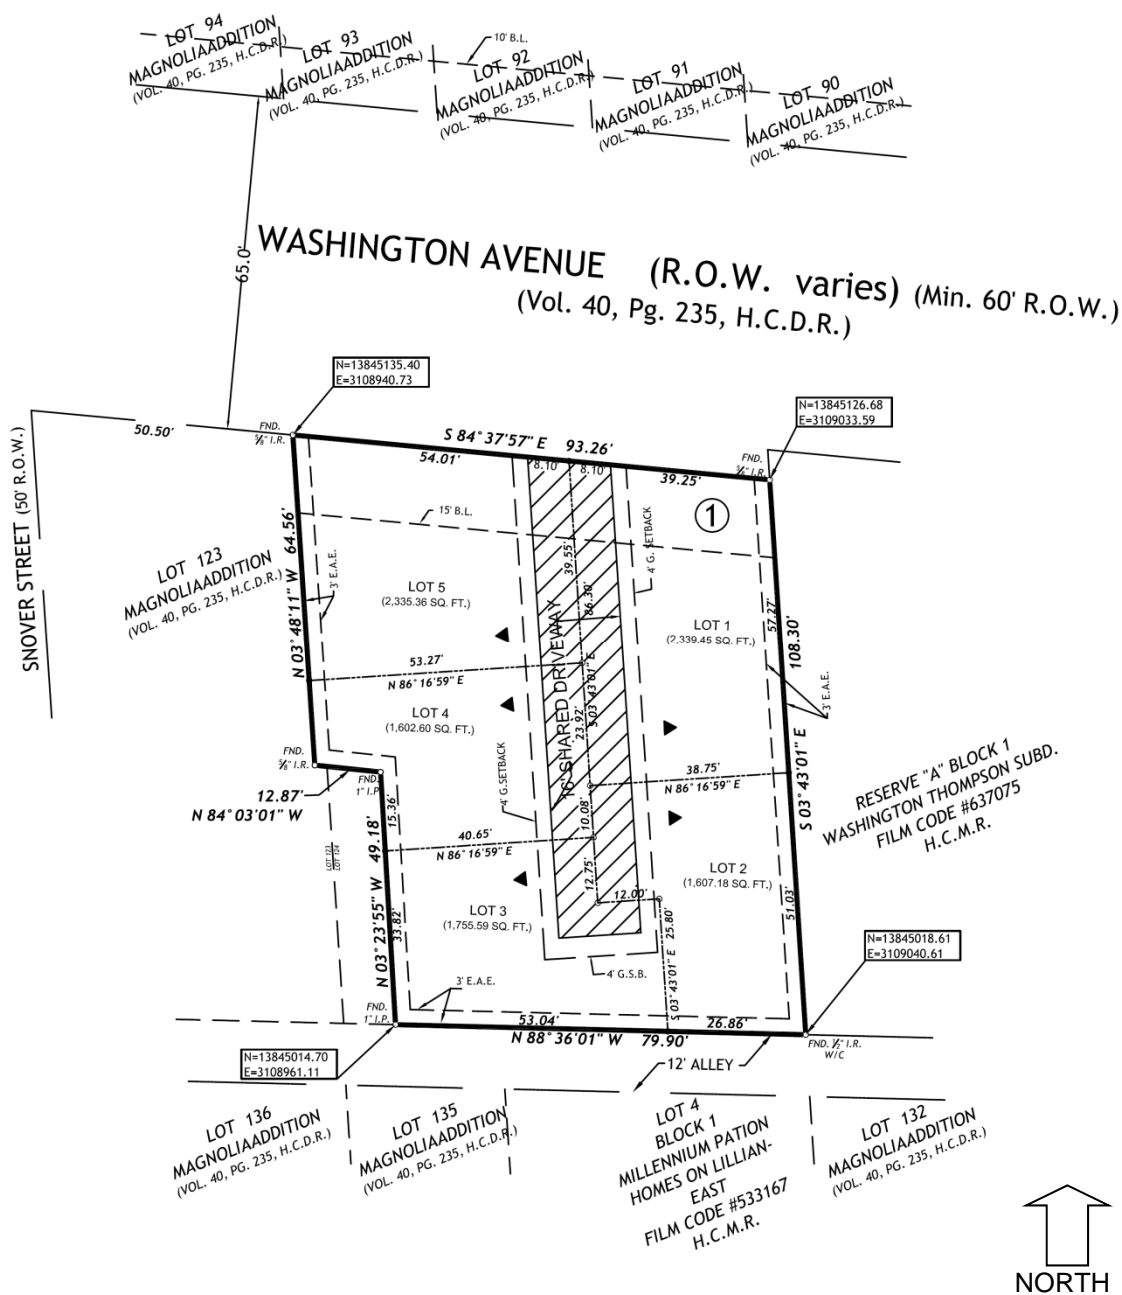 LOT 94
MAGNOLIAADDITION
(VOL. 40, PG. 235, H.C.D.R.)
LOT 93
MAGNOLIAADDITION
(VOL. 40, PG. 235, H.C.D.R.)
10' B.L.
LOT 92
MAGNOLIAADDITION
(VOL. 40, PG. 235, H.C.D.R.)
LOT 91
MAGNOLIAADDITION
(VOL. 40, PG. 235, H.C.D.R.)
LOT 90
MAGNOLIAADDITION
(VOL. 40, PG. 235, H.C.D.R.)
65.0'
WASHINGTON AVENUE (R.O.W. varies) (Min. 60' R.O.W.)
(Vol. 40, Pg. 235, H.C.D.R.)
N=13845135.40
E=3108940.73
N=13845126.68
E=3109033.59
50.50'
FND.
⅝" I.R.
S 84°37'57" E 93.26'
54.01'
8.10'
8.10'
39.25'
FND.
⅝" I.R.
1
SNOVER STREET (50' R.O.W.)
15' B.L.
LOT 123
MAGNOLIAADDITION
(VOL. 40, PG. 235, H.C.D.R.)
N 03°48'11" W 64.56'
3' E.A.E.
39.55'
86.30'
4' G. SETBACK
LOT 5
(2,335.36 SQ. FT.)
LOT 1
(2,339.45 SQ. FT.)
57.27'
108.30'
S 03°43'01" E
3' E.A.E.
53.27'
N 86°16'59" E
16' SHARED DRIVEWAY
S 03°43'01" E
23.92'
LOT 4
(1,602.60 SQ. FT.)
4' G.SETBACK
38.75'
N 86°16'59" E
FND.
⅝" I.R.
FND.
1" I.P.
12.87'
N 84°03'01" W
15.36'
RESERVE "A" BLOCK 1
WASHINGTON THOMPSON SUBD.
FILM CODE #637075
H.C.M.R.
10.08'
40.65'
N 86°16'59" E
LOT 123
LOT 124
N 03°23'55" W 49.18'
12.75'
LOT 2
(1,607.18 SQ. FT.)
12.00'
51.03'
LOT 3
(1,755.59 SQ. FT.)
33.82'
25.80'
S 03°43'01" E
N=13845018.61
E=3109040.61
4' G.S.B.
3' E.A.E.
FND.
1" I.P.
53.04'
26.86'
N 88°36'01" W 79.90'
FND. ½" I.R.
W/C
N=13845014.70
E=3108961.11
12' ALLEY
LOT 136
MAGNOLIAADDITION
(VOL. 40, PG. 235, H.C.D.R.)
LOT 135
MAGNOLIAADDITION
(VOL. 40, PG. 235, H.C.D.R.)
LOT 4
BLOCK 1
MILLENNIUM PATION
HOMES ON LILLIAN-
EAST
FILM CODE #533167
H.C.M.R.
LOT 132
MAGNOLIAADDITION
(VOL. 40, PG. 235, H.C.D.R.)
NORTH